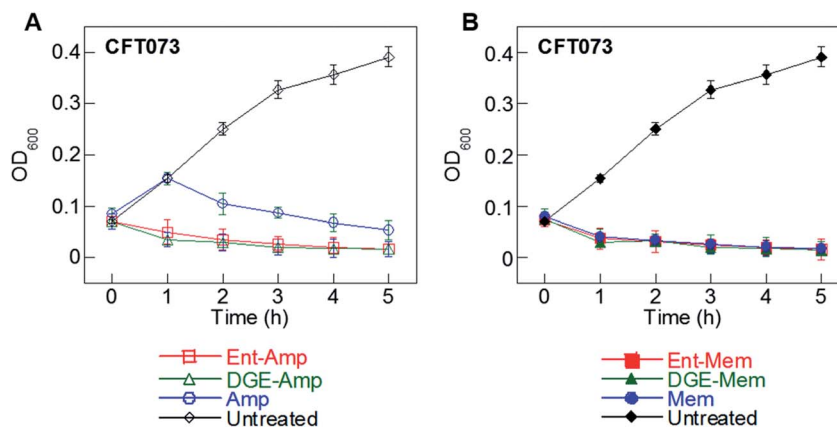 A
CFT073
0.4
0.3
0.2
0.1
0
OD600
0 1 2 3 4 5
Time (h)
Ent-Amp
DGE-Amp
Amp
Untreated
B
CFT073
0.4
0.3
0.2
0.1
0
OD600
0 1 2 3 4 5
Time (h)
Ent-Mem
DGE-Mem
Mem
Untreated